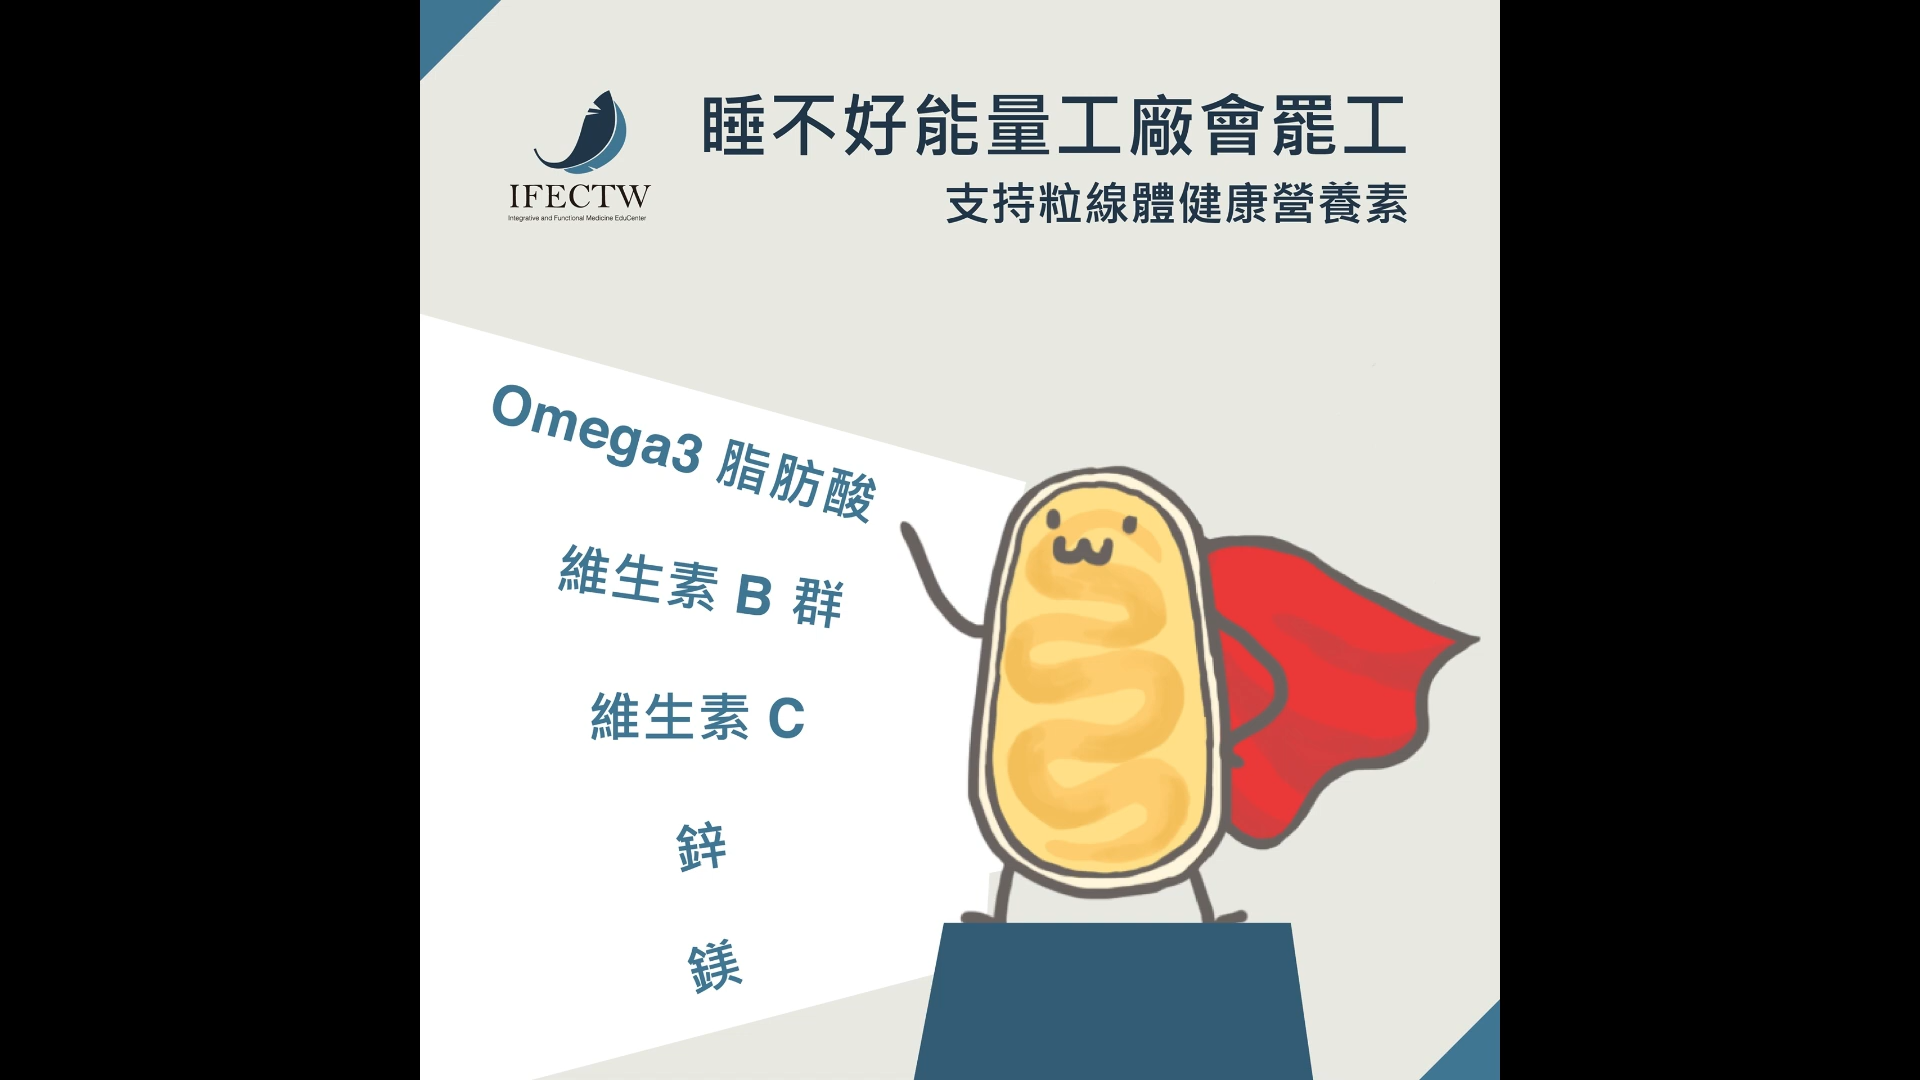 睡不好能量工廠會罷工
支持粒線體健康營養素
IFECTW
Integrative and Functional Medicine EduCenter
Omega3 脂肪酸
維生素 B 群
維生素 C
鋅
鎂